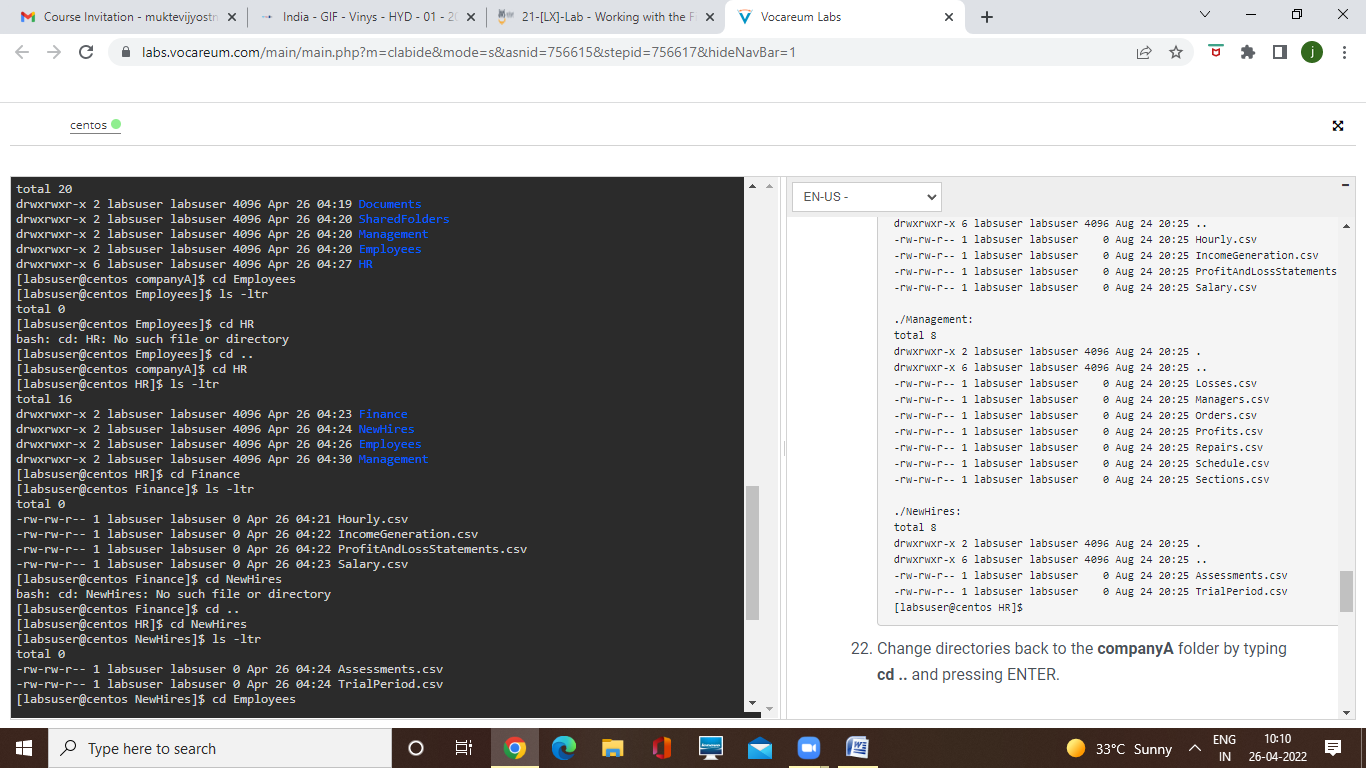 Course Invitation - muktevijyostn
India - GIF - Vinys - HYD - 01 - 20
21-[LX]-Lab - Working with the F
Vocareum Labs
labs.vocareum.com/main/main.php?m=clabide&mode=s&asnid=756615&stepid=756617&hideNavBar=1
j
centos
total 20
drwxrwxr-x 2 labsuser labsuser 4096 Apr 26 04:19 Documents
drwxrwxr-x 2 labsuser labsuser 4096 Apr 26 04:20 SharedFolders
drwxrwxr-x 2 labsuser labsuser 4096 Apr 26 04:20 Management
drwxrwxr-x 2 labsuser labsuser 4096 Apr 26 04:20 Employees
drwxrwxr-x 6 labsuser labsuser 4096 Apr 26 04:27 HR
[labsuser@centos companyA]$ cd Employees
[labsuser@centos Employees]$ ls -ltr
total 0
[labsuser@centos Employees]$ cd HR
bash: cd: HR: No such file or directory
[labsuser@centos Employees]$ cd ..
[labsuser@centos companyA]$ cd HR
[labsuser@centos HR]$ ls -ltr
total 16
drwxrwxr-x 2 labsuser labsuser 4096 Apr 26 04:23 Finance
drwxrwxr-x 2 labsuser labsuser 4096 Apr 26 04:24 NewHires
drwxrwxr-x 2 labsuser labsuser 4096 Apr 26 04:26 Employees
drwxrwxr-x 2 labsuser labsuser 4096 Apr 26 04:30 Management
[labsuser@centos HR]$ cd Finance
[labsuser@centos Finance]$ ls -ltr
total 0
-rw-rw-r-- 1 labsuser labsuser 0 Apr 26 04:21 Hourly.csv
-rw-rw-r-- 1 labsuser labsuser 0 Apr 26 04:22 IncomeGeneration.csv
-rw-rw-r-- 1 labsuser labsuser 0 Apr 26 04:22 ProfitAndLossStatements.csv
-rw-rw-r-- 1 labsuser labsuser 0 Apr 26 04:23 Salary.csv
[labsuser@centos Finance]$ cd NewHires
bash: cd: NewHires: No such file or directory
[labsuser@centos Finance]$ cd ..
[labsuser@centos HR]$ cd NewHires
[labsuser@centos NewHires]$ ls -ltr
total 0
-rw-rw-r-- 1 labsuser labsuser 0 Apr 26 04:24 Assessments.csv
-rw-rw-r-- 1 labsuser labsuser 0 Apr 26 04:24 TrialPeriod.csv
[labsuser@centos NewHires]$ cd Employees
EN-US -
drwxrwxr-x 6 labsuser labsuser 4096 Aug 24 20:25 ..
-rw-rw-r-- 1 labsuser labsuser    0 Aug 24 20:25 Hourly.csv
-rw-rw-r-- 1 labsuser labsuser    0 Aug 24 20:25 IncomeGeneration.csv
-rw-rw-r-- 1 labsuser labsuser    0 Aug 24 20:25 ProfitAndLossStatements
-rw-rw-r-- 1 labsuser labsuser    0 Aug 24 20:25 Salary.csv
./Management:
total 8
drwxrwxr-x 2 labsuser labsuser 4096 Aug 24 20:25 .
drwxrwxr-x 6 labsuser labsuser 4096 Aug 24 20:25 ..
-rw-rw-r-- 1 labsuser labsuser    0 Aug 24 20:25 Losses.csv
-rw-rw-r-- 1 labsuser labsuser    0 Aug 24 20:25 Managers.csv
-rw-rw-r-- 1 labsuser labsuser    0 Aug 24 20:25 Orders.csv
-rw-rw-r-- 1 labsuser labsuser    0 Aug 24 20:25 Profits.csv
-rw-rw-r-- 1 labsuser labsuser    0 Aug 24 20:25 Repairs.csv
-rw-rw-r-- 1 labsuser labsuser    0 Aug 24 20:25 Schedule.csv
-rw-rw-r-- 1 labsuser labsuser    0 Aug 24 20:25 Sections.csv
./NewHires:
total 8
drwxrwxr-x 2 labsuser labsuser 4096 Aug 24 20:25 .
drwxrwxr-x 6 labsuser labsuser 4096 Aug 24 20:25 ..
-rw-rw-r-- 1 labsuser labsuser    0 Aug 24 20:25 Assessments.csv
-rw-rw-r-- 1 labsuser labsuser    0 Aug 24 20:25 TrialPeriod.csv
[labsuser@centos HR]$
22. Change directories back to the companyA folder by typing
cd .. and pressing ENTER.
Type here to search
33°C Sunny
ENG
IN
10:10
26-04-2022